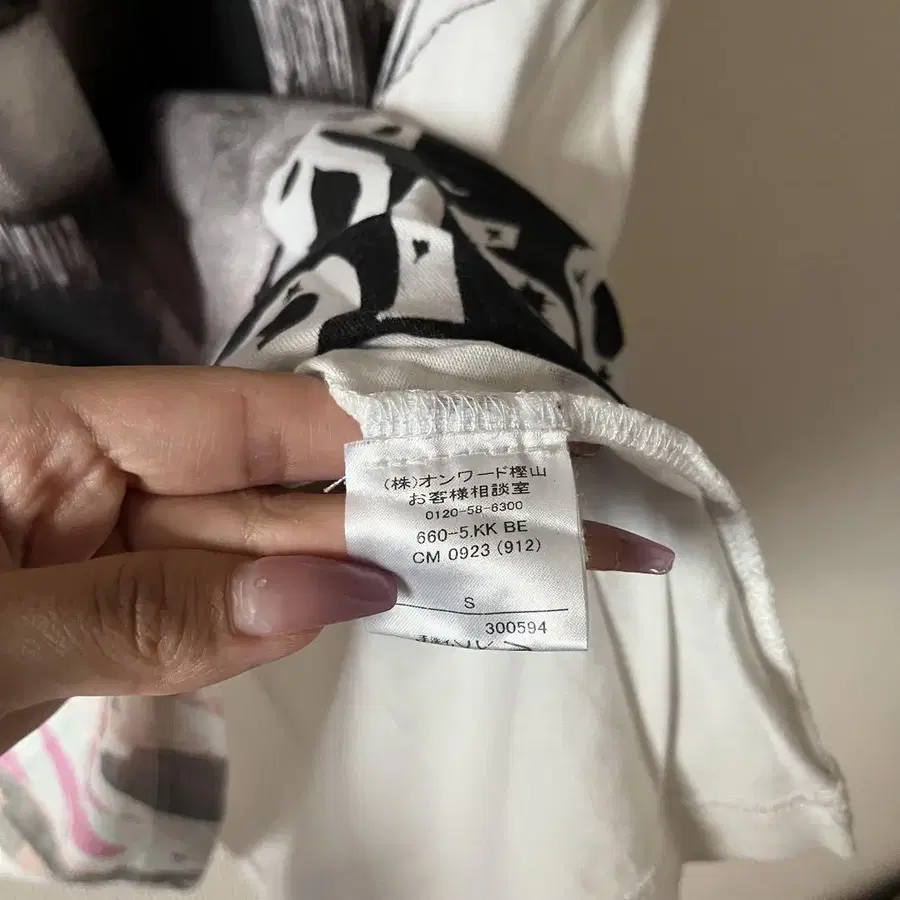 (株)オンワード樫山
お客様相談室
0120-58-6300
660-5.KK BE
CM 0923 (912)
S
300594